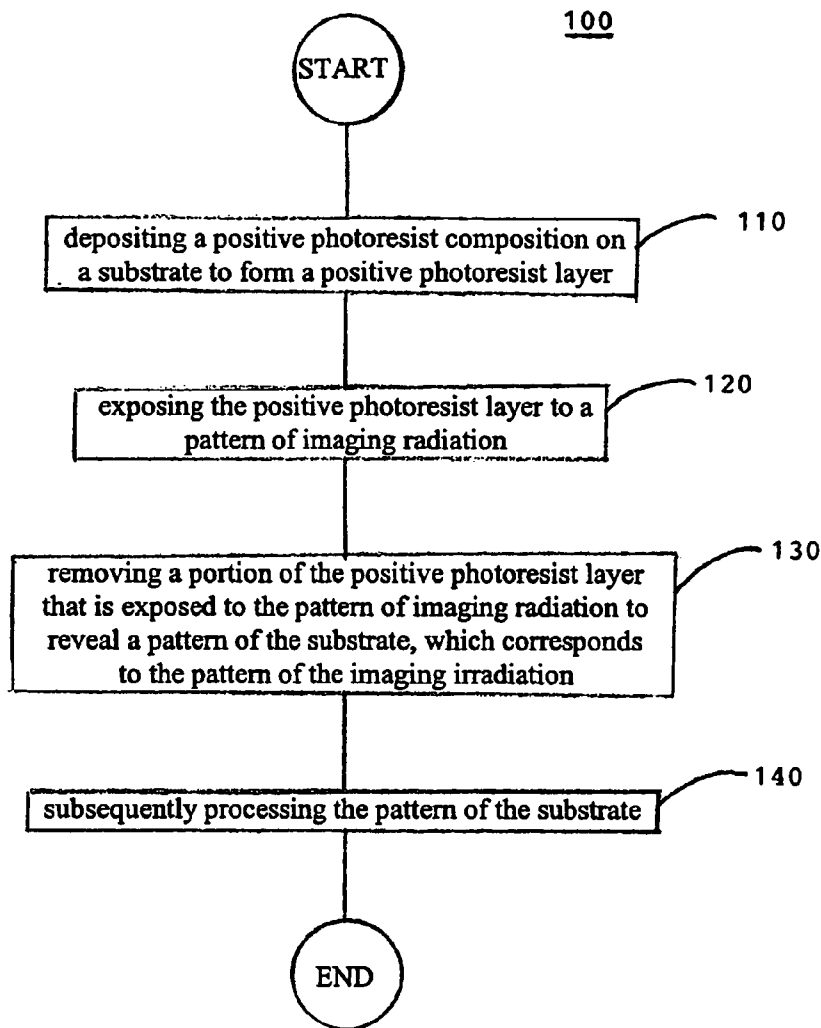 100
START
110
depositing a positive photoresist composition on
a substrate to form a positive photoresist layer
120
exposing the positive photoresist layer to a
pattern of imaging radiation
130
removing a portion of the positive photoresist layer
that is exposed to the pattern of imaging radiation to
reveal a pattern of the substrate, which corresponds
to the pattern of the imaging irradiation
140
subsequently processing the pattern of the substrate
END